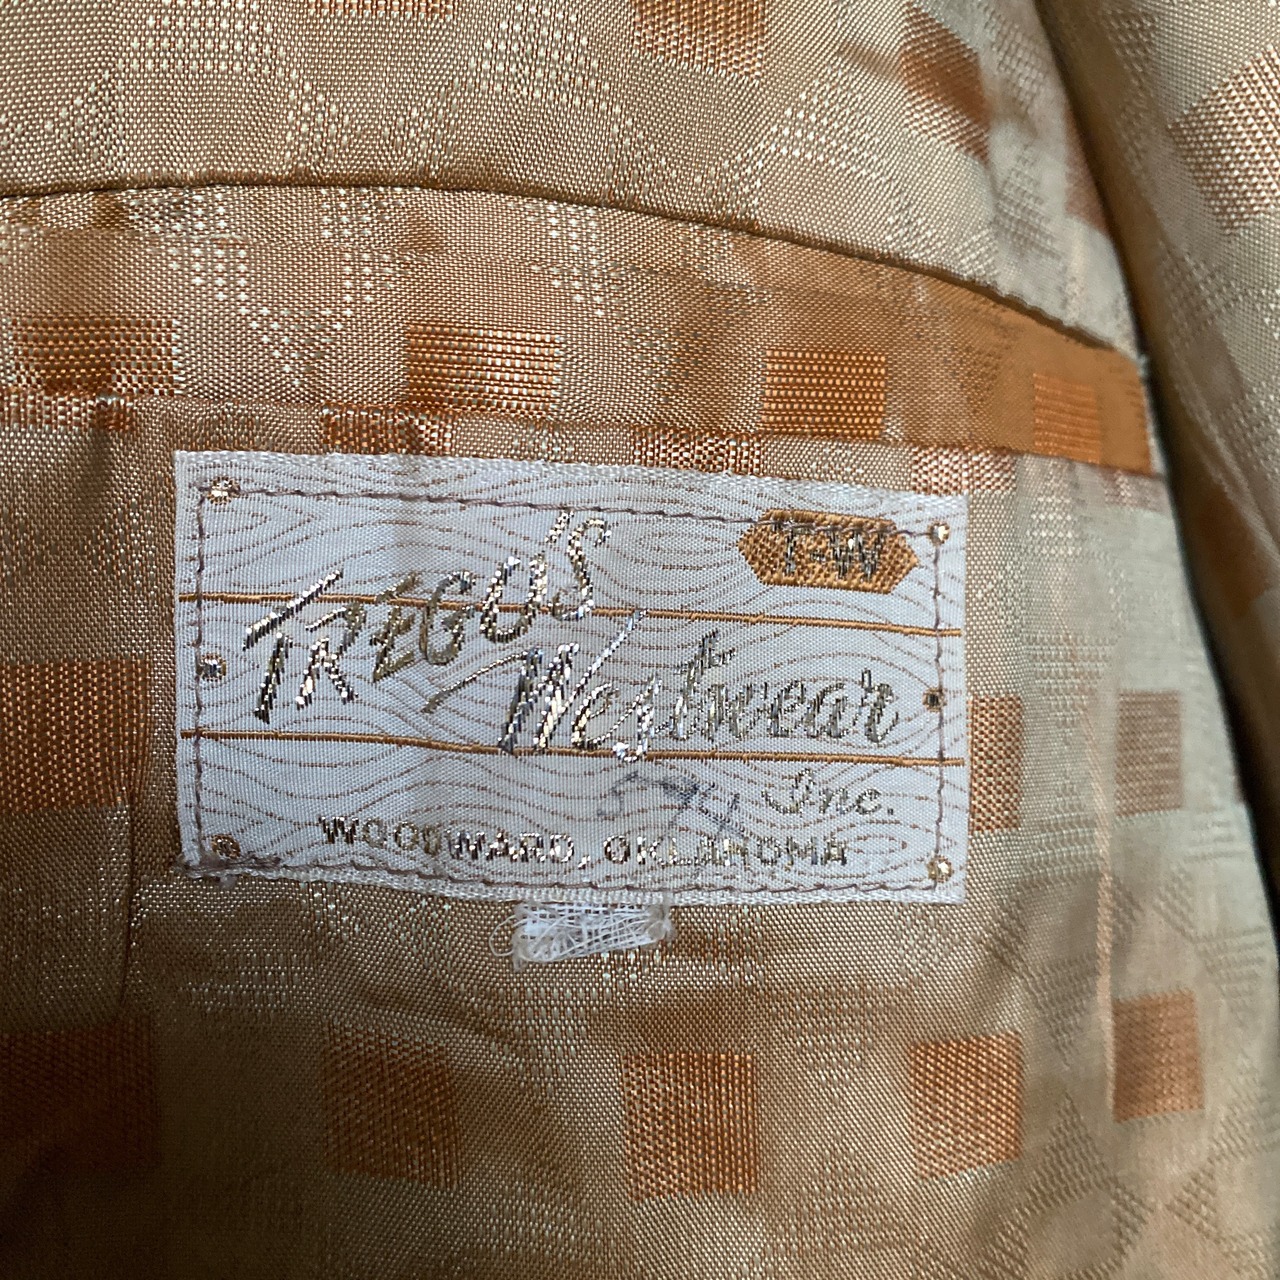 T-W
TREGO'S
Westwear
Inc.
WOODWARD, OKLAHOMA